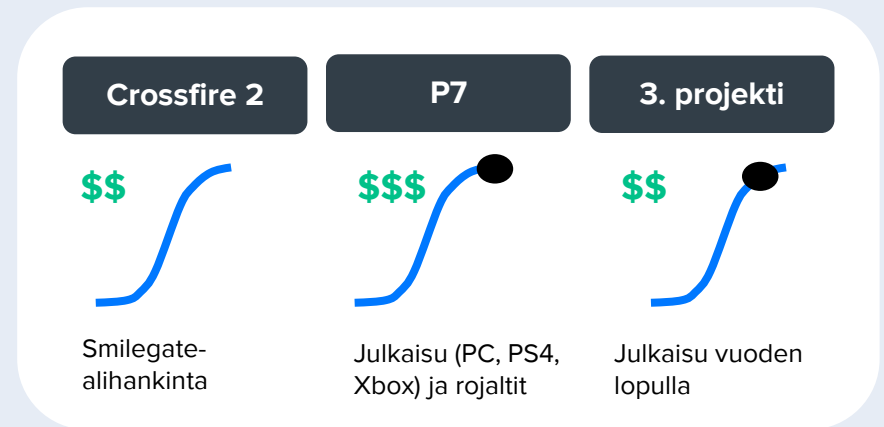 Crossfire 2
P7
3. projekti
$$
$$$
$$
Smilegate-
alihankinta
Julkaisu (PC, PS4,
Xbox) ja rojaltit
Julkaisu vuoden
lopulla